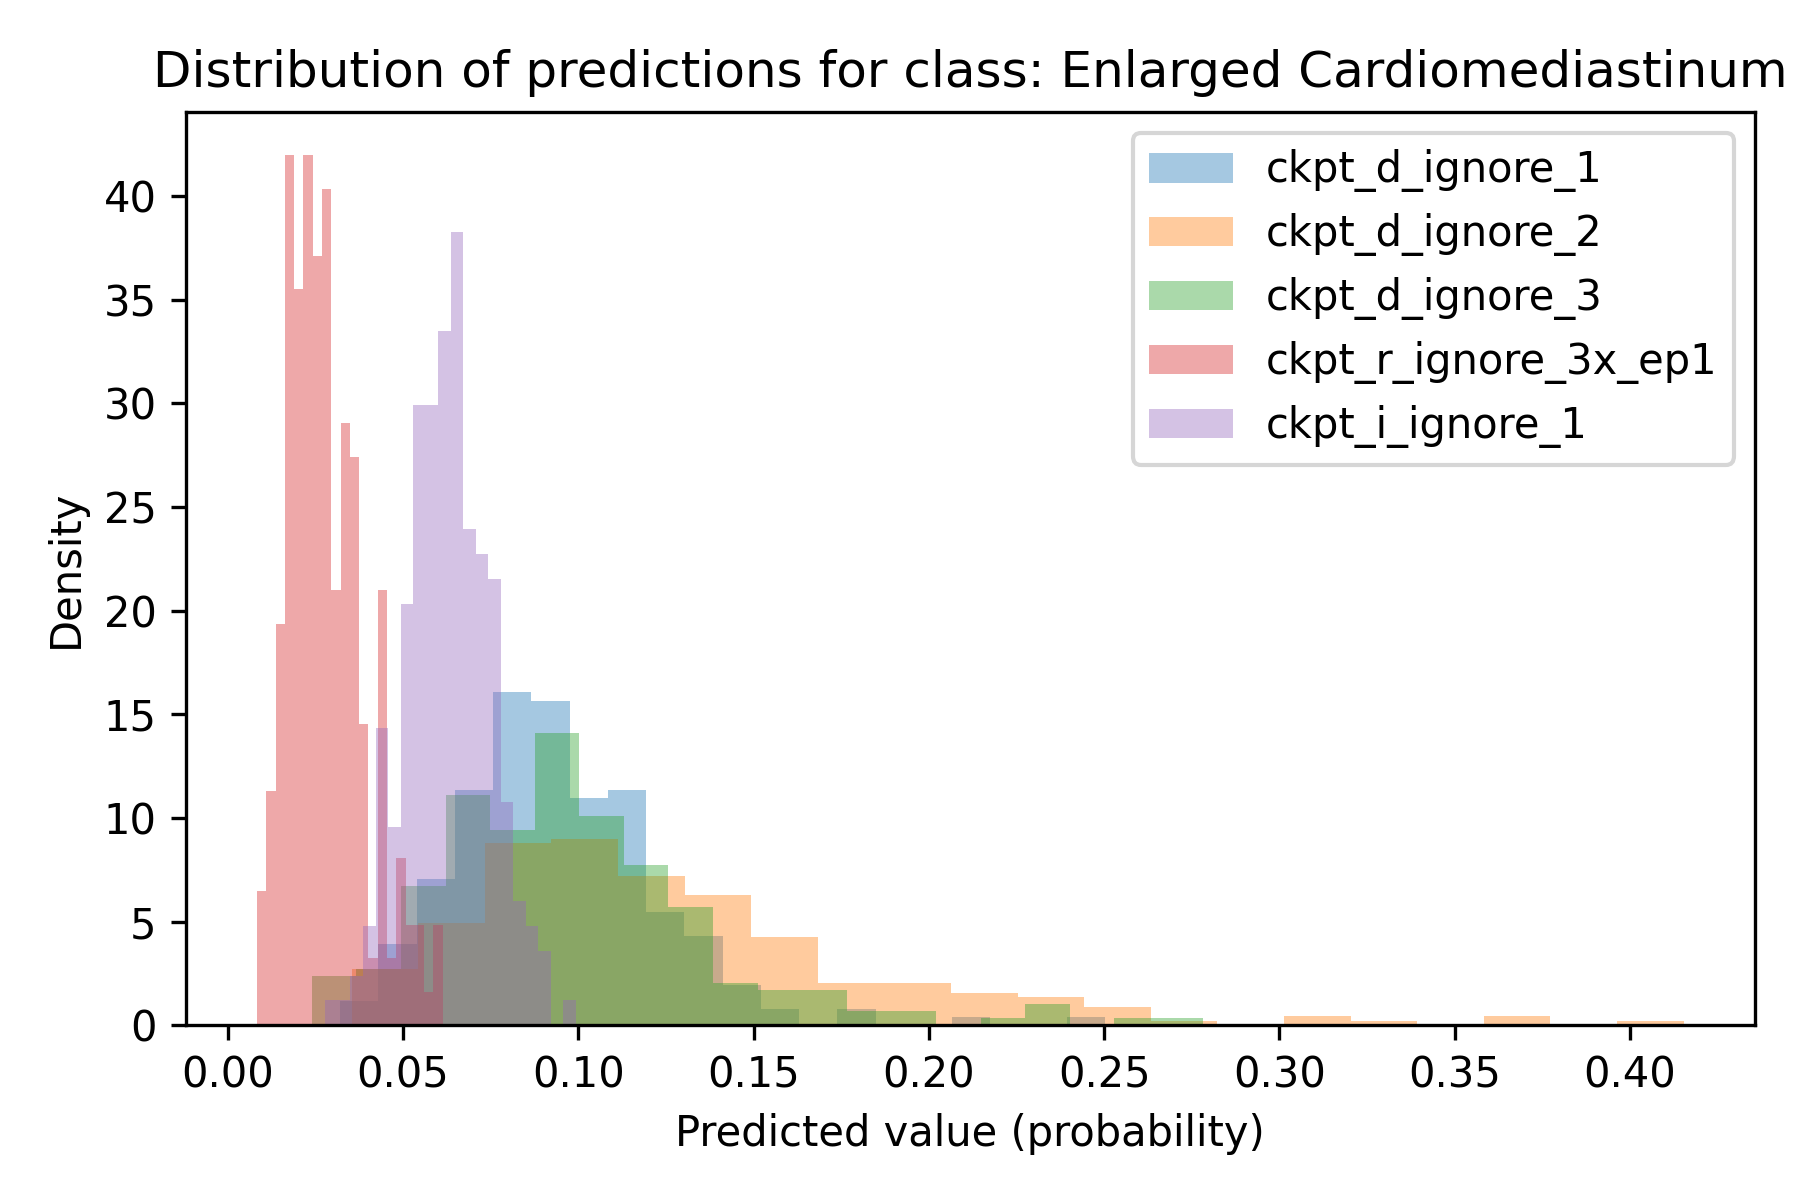 Distribution of predictions for class: Enlarged Cardiomediastinum
ckpt_d_ignore_1
ckpt_d_ignore_2
ckpt_d_ignore_3
ckpt_r_ignore_3x_ep1
ckpt_i_ignore_1
Density
40
35
30
25
20
15
10
5
0
0.00 0.05 0.10 0.15 0.20 0.25 0.30 0.35 0.40
Predicted value (probability)